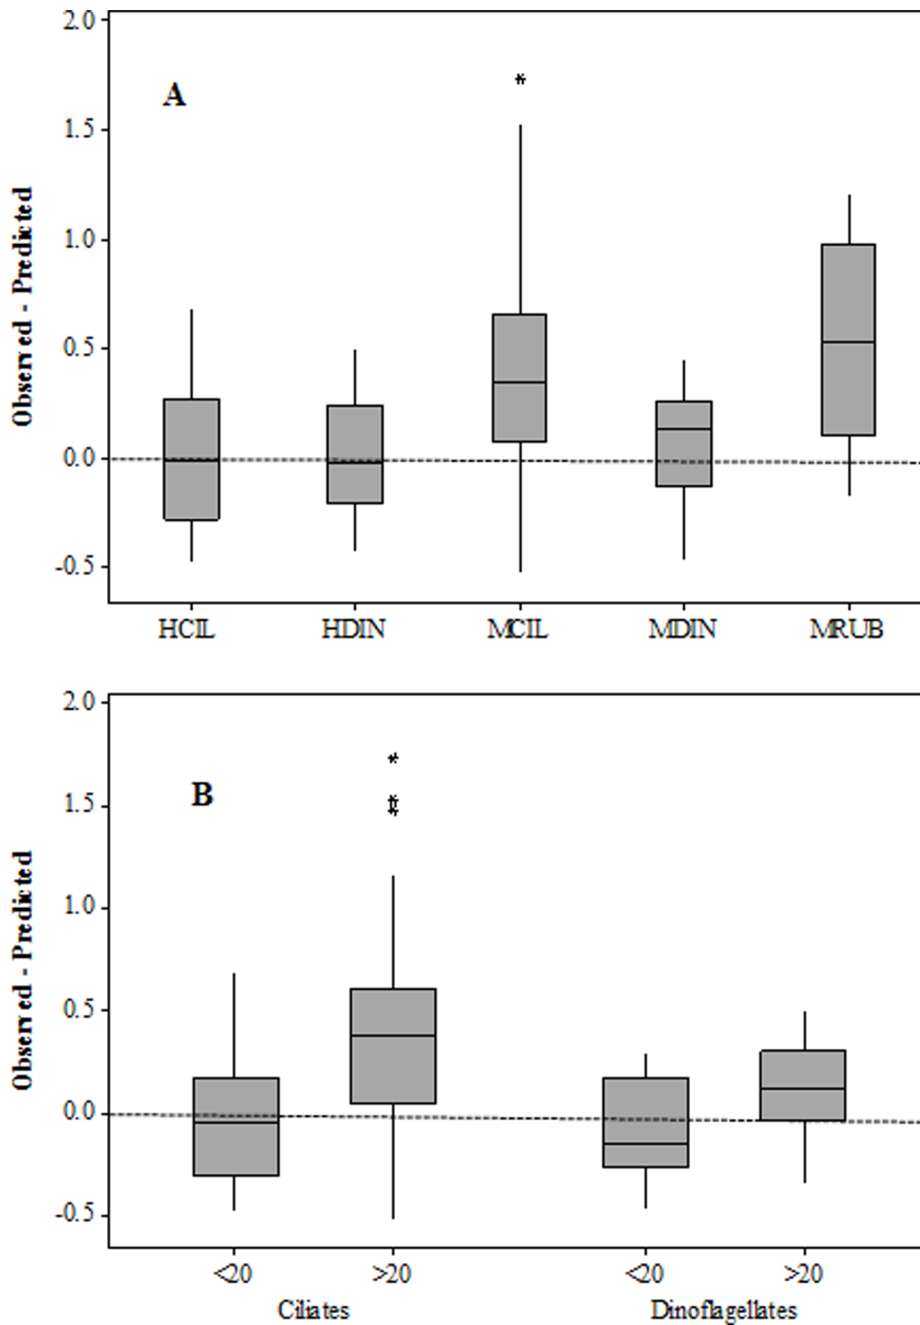 2.0
A
1.5
1.0
0.5
0.0
-0.5
Observed - Predicted
HCIL HDIN MCIL MDIN MRUB
2.0
B
1.5
1.0
0.5
0.0
-0.5
Observed - Predicted
<20 >20 <20 >20
Ciliates Dinoflagellates